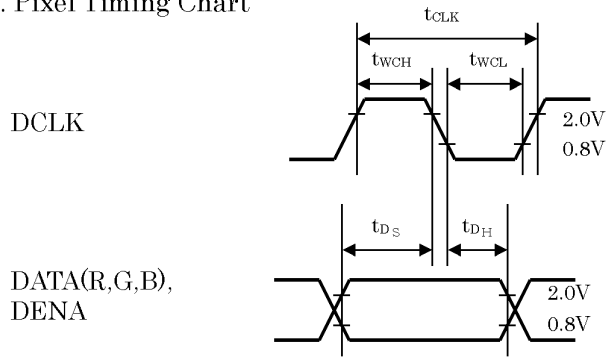 . Pixel Timing Chart
tCLK
tWCH
tWCL
DCLK
2.0V
0.8V
tDS
tDH
DATA(R,G,B),
DENA
2.0V
0.8V